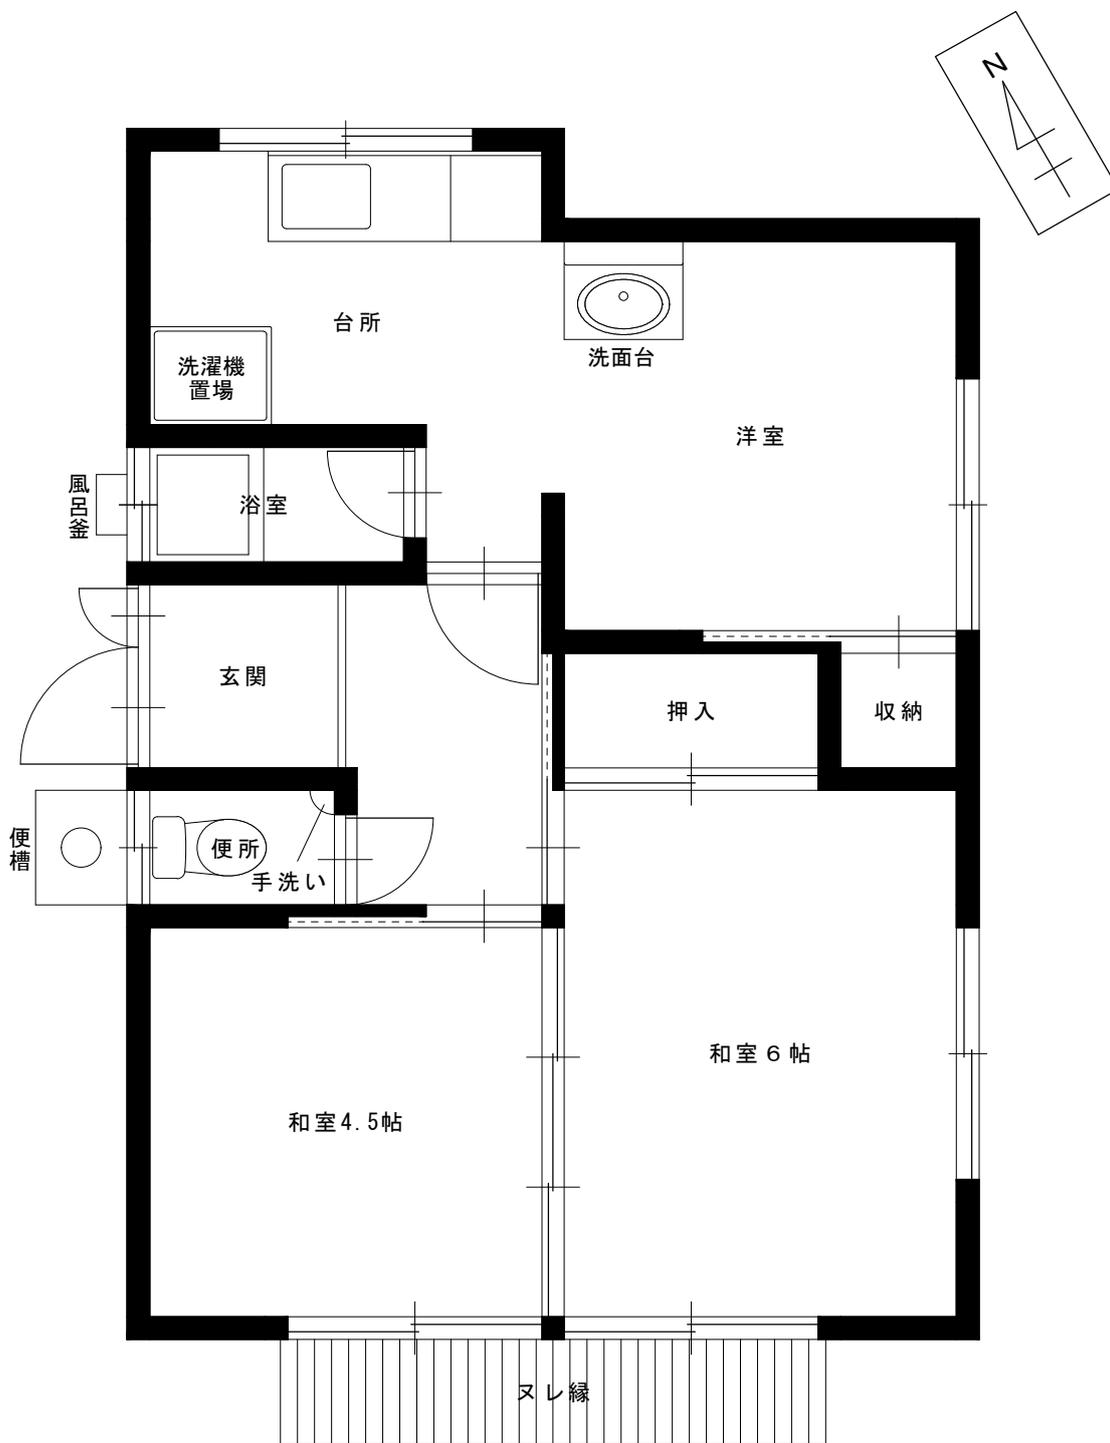 N
台所
洗濯機
置場
洗面台
洋室
風呂釜
浴室
玄関
押入
収納
便槽
便所
手洗い
和室6帖
和室4.5帖
ヌレ縁